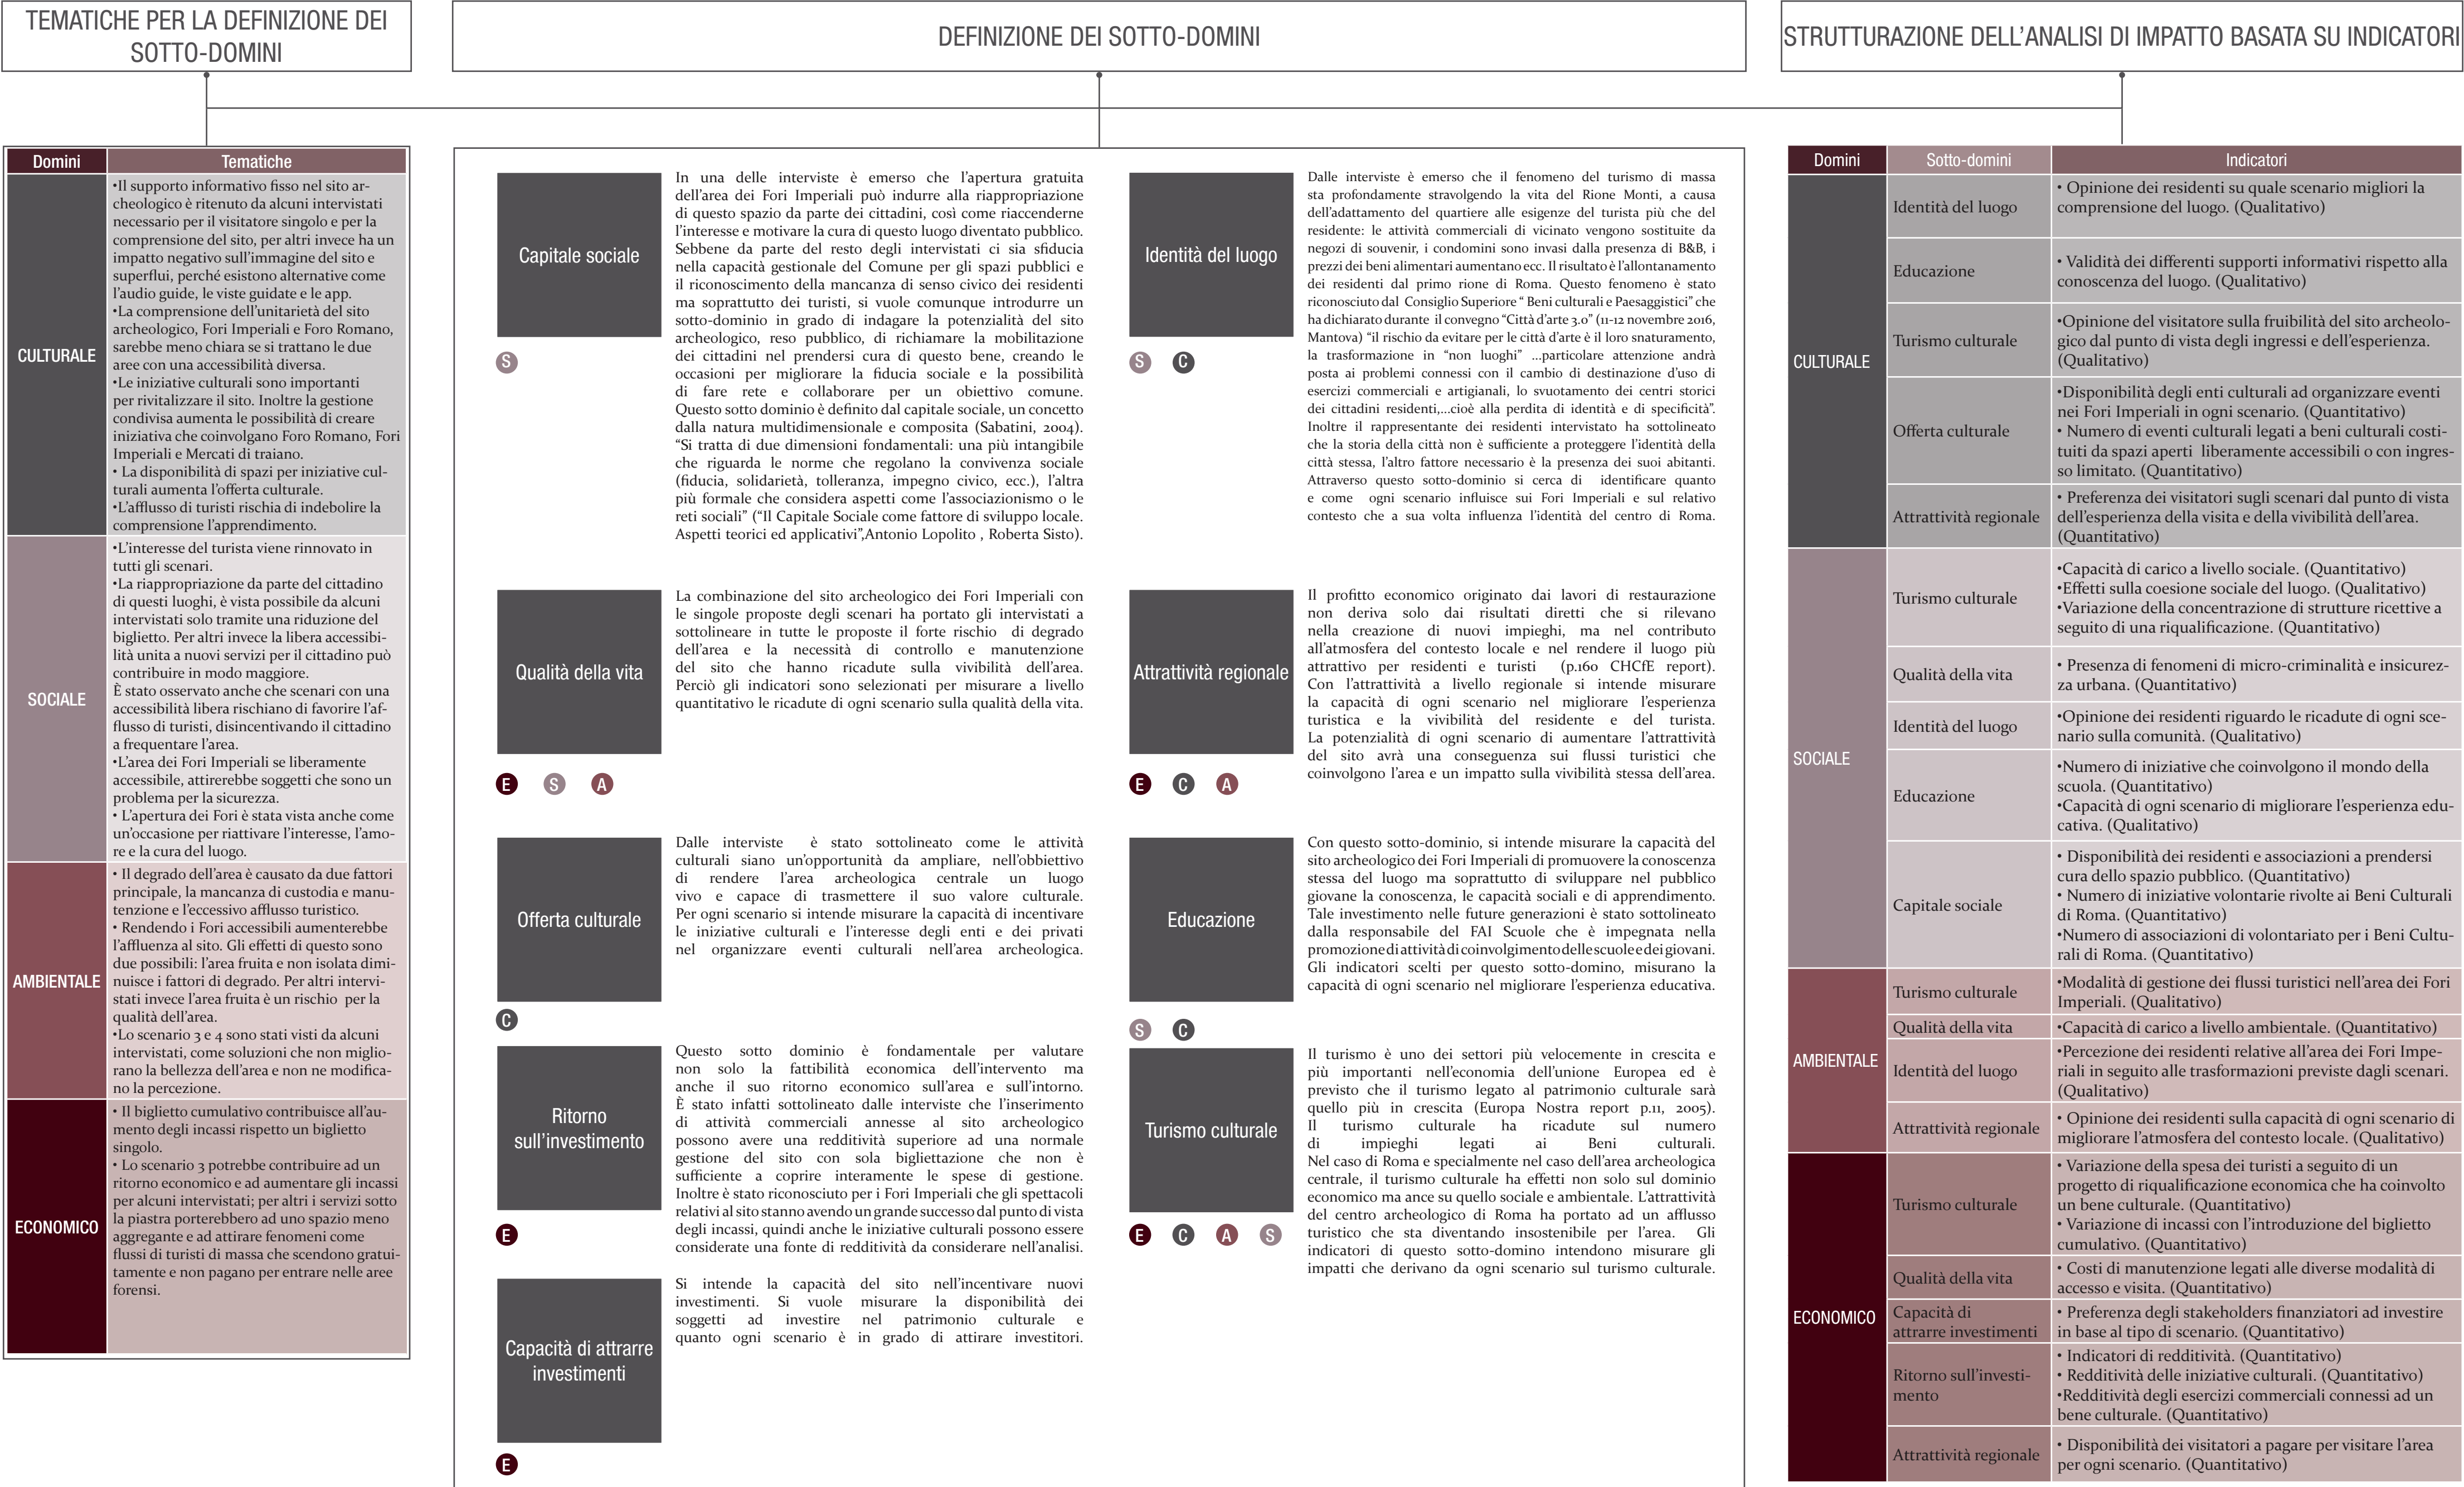 TEMATICHE PER LA DEFINIZIONE DEI
SOTTO-DOMINI
DEFINIZIONE DEI SOTTO-DOMINI
STRUTTURAZIONE DELL'ANALISI DI IMPATTO BASATA SU INDICATORI
Domini
Tematiche
CULTURALE
•Il supporto informativo fisso nel sito ar-
cheologico è ritenuto da alcuni intervistati
necessario per il visitatore singolo e per la
comprensione del sito, per altri invece ha un
impatto negativo sull'immagine del sito e
superflui, perché esistono alternative come
l'audio guide, le viste guidate e le app.
•La comprensione dell'unitarietà del sito
archeologico, Fori Imperiali e Foro Romano,
sarebbe meno chiara se si trattano le due
aree con una accessibilità diversa.
•Le iniziative culturali sono importanti
per rivitalizzare il sito. Inoltre la gestione
condivisa aumenta le possibilità di creare
iniziativa che coinvolgano Foro Romano, Fori
Imperiali e Mercati di traiano.
• La disponibilità di spazi per iniziative cul-
turali aumenta l'offerta culturale.
•L'afflusso di turisti rischia di indebolire la
comprensione l'apprendimento.
SOCIALE
•L'interesse del turista viene rinnovato in
tutti gli scenari.
•La riappropriazione da parte del cittadino
di questi luoghi, è vista possibile da alcuni
intervistati solo tramite una riduzione del
biglietto. Per altri invece la libera accessibi-
lità unita a nuovi servizi per il cittadino può
contribuire in modo maggiore.
È stato osservato anche che scenari con una
accessibilità libera rischiano di favorire l'af-
flusso di turisti, disincentivando il cittadino
a frequentare l'area.
•L'area dei Fori Imperiali se liberamente
accessibile, attirerebbe soggetti che sono un
problema per la sicurezza.
• L'apertura dei Fori è stata vista anche come
un'occasione per riattivare l'interesse, l'amo-
re e la cura del luogo.
AMBIENTALE
• Il degrado dell'area è causato da due fattori
principale, la mancanza di custodia e manu-
tenzione e l'eccessivo afflusso turistico.
• Rendendo i Fori accessibili aumenterebbe
l'affluenza al sito. Gli effetti di questo sono
due possibili: l'area fruita e non isolata dimi-
nuisce i fattori di degrado. Per altri intervi-
stati invece l'area fruita è un rischio per la
qualità dell'area.
•Lo scenario 3 e 4 sono stati visti da alcuni
intervistati, come soluzioni che non miglio-
rano la bellezza dell'area e non ne modifica-
no la percezione.
ECONOMICO
• Il biglietto cumulativo contribuisce all'au-
mento degli incassi rispetto un biglietto
singolo.
• Lo scenario 3 potrebbe contribuire ad un
ritorno economico e ad aumentare gli incassi
per alcuni intervistati; per altri i servizi sotto
la piastra porterebbero ad uno spazio meno
aggregante e ad attirare fenomeni come
flussi di turisti di massa che scendono gratui-
tamente e non pagano per entrare nelle aree
forensi.
Capitale sociale
S
In una delle interviste è emerso che l'apertura gratuita
dell'area dei Fori Imperiali può indurre alla riappropriazione
di questo spazio da parte dei cittadini, così come riaccenderne
l'interesse e motivare la cura di questo luogo diventato pubblico.
Sebbene da parte del resto degli intervistati ci sia sfiducia
nella capacità gestionale del Comune per gli spazi pubblici e
il riconoscimento della mancanza di senso civico dei residenti
ma soprattutto dei turisti, si vuole comunque introdurre un
sotto-dominio in grado di indagare la potenzialità del sito
archeologico, reso pubblico, di richiamare la mobilitazione
dei cittadini nel prendersi cura di questo bene, creando le
occasioni per migliorare la fiducia sociale e la possibilità
di fare rete e collaborare per un obiettivo comune.
Questo sotto dominio è definito dal capitale sociale, un concetto
dalla natura multidimensionale e composita (Sabatini, 2004).
"Si tratta di due dimensioni fondamentali: una più intangibile
che riguarda le norme che regolano la convivenza sociale
(fiducia, solidarietà, tolleranza, impegno civico, ecc.), l'altra
più formale che considera aspetti come l'associazionismo o le
reti sociali" ("Il Capitale Sociale come fattore di sviluppo locale.
Aspetti teorici ed applicativi",Antonio Lopolito , Roberta Sisto).
Qualità della vita
E S A
La combinazione del sito archeologico dei Fori Imperiali con
le singole proposte degli scenari ha portato gli intervistati a
sottolineare in tutte le proposte il forte rischio di degrado
dell'area e la necessità di controllo e manutenzione
del sito che hanno ricadute sulla vivibilità dell'area.
Perciò gli indicatori sono selezionati per misurare a livello
quantitativo le ricadute di ogni scenario sulla qualità della vita.
Offerta culturale
C
Dalle interviste è stato sottolineato come le attività
culturali siano un'opportunità da ampliare, nell'obbiettivo
di rendere l'area archeologica centrale un luogo
vivo e capace di trasmettere il suo valore culturale.
Per ogni scenario si intende misurare la capacità di incentivare
le iniziative culturali e l'interesse degli enti e dei privati
nel organizzare eventi culturali nell'area archeologica.
Ritorno
sull'investimento
E
Questo sotto dominio è fondamentale per valutare
non solo la fattibilità economica dell'intervento ma
anche il suo ritorno economico sull'area e sull'intorno.
È stato infatti sottolineato dalle interviste che l'inserimento
di attività commerciali annesse al sito archeologico
possono avere una redditività superiore ad una normale
gestione del sito con sola bigliettazione che non è
sufficiente a coprire interamente le spese di gestione.
Inoltre è stato riconosciuto per i Fori Imperiali che gli spettacoli
relativi al sito stanno avendo un grande successo dal punto di vista
degli incassi, quindi anche le iniziative culturali possono essere
considerate una fonte di redditività da considerare nell'analisi.
Capacità di attrarre
investimenti
E
Si intende la capacità del sito nell'incentivare nuovi
investimenti. Si vuole misurare la disponibilità dei
soggetti ad investire nel patrimonio culturale e
quanto ogni scenario è in grado di attirare investitori.
Identità del luogo
S C
Dalle interviste è emerso che il fenomeno del turismo di massa
sta profondamente stravolgendo la vita del Rione Monti, a causa
dell'adattamento del quartiere alle esigenze del turista più che del
residente: le attività commerciali di vicinato vengono sostituite da
negozi di souvenir, i condomini sono invasi dalla presenza di B&B, i
prezzi dei beni alimentari aumentano ecc. Il risultato è l'allontanamento
dei residenti dal primo rione di Roma. Questo fenomeno è stato
riconosciuto dal Consiglio Superiore " Beni culturali e Paesaggistici" che
ha dichiarato durante il convegno "Città d'arte 3.0" (11-12 novembre 2016,
Mantova) "il rischio da evitare per le città d'arte è il loro snaturamento,
la trasformazione in "non luoghi" ...particolare attenzione andrà
posta ai problemi connessi con il cambio di destinazione d'uso di
esercizi commerciali e artigianali, lo svuotamento dei centri storici
dei cittadini residenti,...cioè alla perdita di identità e di specificità".
Inoltre il rappresentante dei residenti intervistato ha sottolineato
che la storia della città non è sufficiente a proteggere l'identità della
città stessa, l'altro fattore necessario è la presenza dei suoi abitanti.
Attraverso questo sotto-dominio si cerca di identificare quanto
e come ogni scenario influisce sui Fori Imperiali e sul relativo
contesto che a sua volta influenza l'identità del centro di Roma.
Attrattività regionale
E C A
Il profitto economico originato dai lavori di restaurazione
non deriva solo dai risultati diretti che si rilevano
nella creazione di nuovi impieghi, ma nel contributo
all'atmosfera del contesto locale e nel rendere il luogo più
attrattivo per residenti e turisti (p.160 CHCfE report).
Con l'attrattività a livello regionale si intende misurare
la capacità di ogni scenario nel migliorare l'esperienza
turistica e la vivibilità del residente e del turista.
La potenzialità di ogni scenario di aumentare l'attrattività
del sito avrà una conseguenza sui flussi turistici che
coinvolgono l'area e un impatto sulla vivibilità stessa dell'area.
Educazione
S C
Con questo sotto-dominio, si intende misurare la capacità del
sito archeologico dei Fori Imperiali di promuovere la conoscenza
stessa del luogo ma soprattutto di sviluppare nel pubblico
giovane la conoscenza, le capacità sociali e di apprendimento.
Tale investimento nelle future generazioni è stato sottolineato
dalla responsabile del FAI Scuole che è impegnata nella
promozione di attività di coinvolgimento delle scuole e dei giovani.
Gli indicatori scelti per questo sotto-domino, misurano la
capacità di ogni scenario nel migliorare l'esperienza educativa.
Turismo culturale
E C A S
Il turismo è uno dei settori più velocemente in crescita e
più importanti nell'economia dell'unione Europea ed è
previsto che il turismo legato al patrimonio culturale sarà
quello più in crescita (Europa Nostra report p.11, 2005).
Il turismo culturale ha ricadute sul numero
di impieghi legati ai Beni culturali.
Nel caso di Roma e specialmente nel caso dell'area archeologica
centrale, il turismo culturale ha effetti non solo sul dominio
economico ma ance su quello sociale e ambientale. L'attrattività
del centro archeologico di Roma ha portato ad un afflusso
turistico che sta diventando insostenibile per l'area. Gli
indicatori di questo sotto-domino intendono misurare gli
impatti che derivano da ogni scenario sul turismo culturale.
Domini
Sotto-domini
Indicatori
CULTURALE
Identità del luogo
• Opinione dei residenti su quale scenario migliori la
comprensione del luogo. (Qualitativo)
Educazione
• Validità dei differenti supporti informativi rispetto alla
conoscenza del luogo. (Qualitativo)
Turismo culturale
•Opinione del visitatore sulla fruibilità del sito archeolo-
gico dal punto di vista degli ingressi e dell'esperienza.
(Qualitativo)
Offerta culturale
•Disponibilità degli enti culturali ad organizzare eventi
nei Fori Imperiali in ogni scenario. (Quantitativo)
• Numero di eventi culturali legati a beni culturali costi-
tuiti da spazi aperti liberamente accessibili o con ingres-
so limitato. (Quantitativo)
Attrattività regionale
• Preferenza dei visitatori sugli scenari dal punto di vista
dell'esperienza della visita e della vivibilità dell'area.
(Quantitativo)
SOCIALE
Turismo culturale
•Capacità di carico a livello sociale. (Quantitativo)
•Effetti sulla coesione sociale del luogo. (Qualitativo)
•Variazione della concentrazione di strutture ricettive a
seguito di una riqualificazione. (Quantitativo)
Qualità della vita
• Presenza di fenomeni di micro-criminalità e insicurez-
za urbana. (Quantitativo)
Identità del luogo
•Opinione dei residenti riguardo le ricadute di ogni sce-
nario sulla comunità. (Qualitativo)
Educazione
•Numero di iniziative che coinvolgono il mondo della
scuola. (Quantitativo)
•Capacità di ogni scenario di migliorare l'esperienza edu-
cativa. (Qualitativo)
Capitale sociale
• Disponibilità dei residenti e associazioni a prendersi
cura dello spazio pubblico. (Quantitativo)
• Numero di iniziative volontarie rivolte ai Beni Culturali
di Roma. (Quantitativo)
•Numero di associazioni di volontariato per i Beni Cultu-
rali di Roma. (Quantitativo)
AMBIENTALE
Turismo culturale
•Modalità di gestione dei flussi turistici nell'area dei Fori
Imperiali. (Qualitativo)
Qualità della vita
•Capacità di carico a livello ambientale. (Quantitativo)
Identità del luogo
•Percezione dei residenti relative all'area dei Fori Impe-
riali in seguito alle trasformazioni previste dagli scenari.
(Qualitativo)
Attrattività regionale
• Opinione dei residenti sulla capacità di ogni scenario di
migliorare l'atmosfera del contesto locale. (Qualitativo)
ECONOMICO
Turismo culturale
• Variazione della spesa dei turisti a seguito di un
progetto di riqualificazione economica che ha coinvolto
un bene culturale. (Quantitativo)
• Variazione di incassi con l'introduzione del biglietto
cumulativo. (Quantitativo)
Qualità della vita
• Costi di manutenzione legati alle diverse modalità di
accesso e visita. (Quantitativo)
Capacità di
attrarre investimenti
• Preferenza degli stakeholders finanziatori ad investire
in base al tipo di scenario. (Quantitativo)
Ritorno sull'investi-
mento
• Indicatori di redditività. (Quantitativo)
• Redditività delle iniziative culturali. (Quantitativo)
•Redditività degli esercizi commerciali connessi ad un
bene culturale. (Quantitativo)
Attrattività regionale
• Disponibilità dei visitatori a pagare per visitare l'area
per ogni scenario. (Quantitativo)